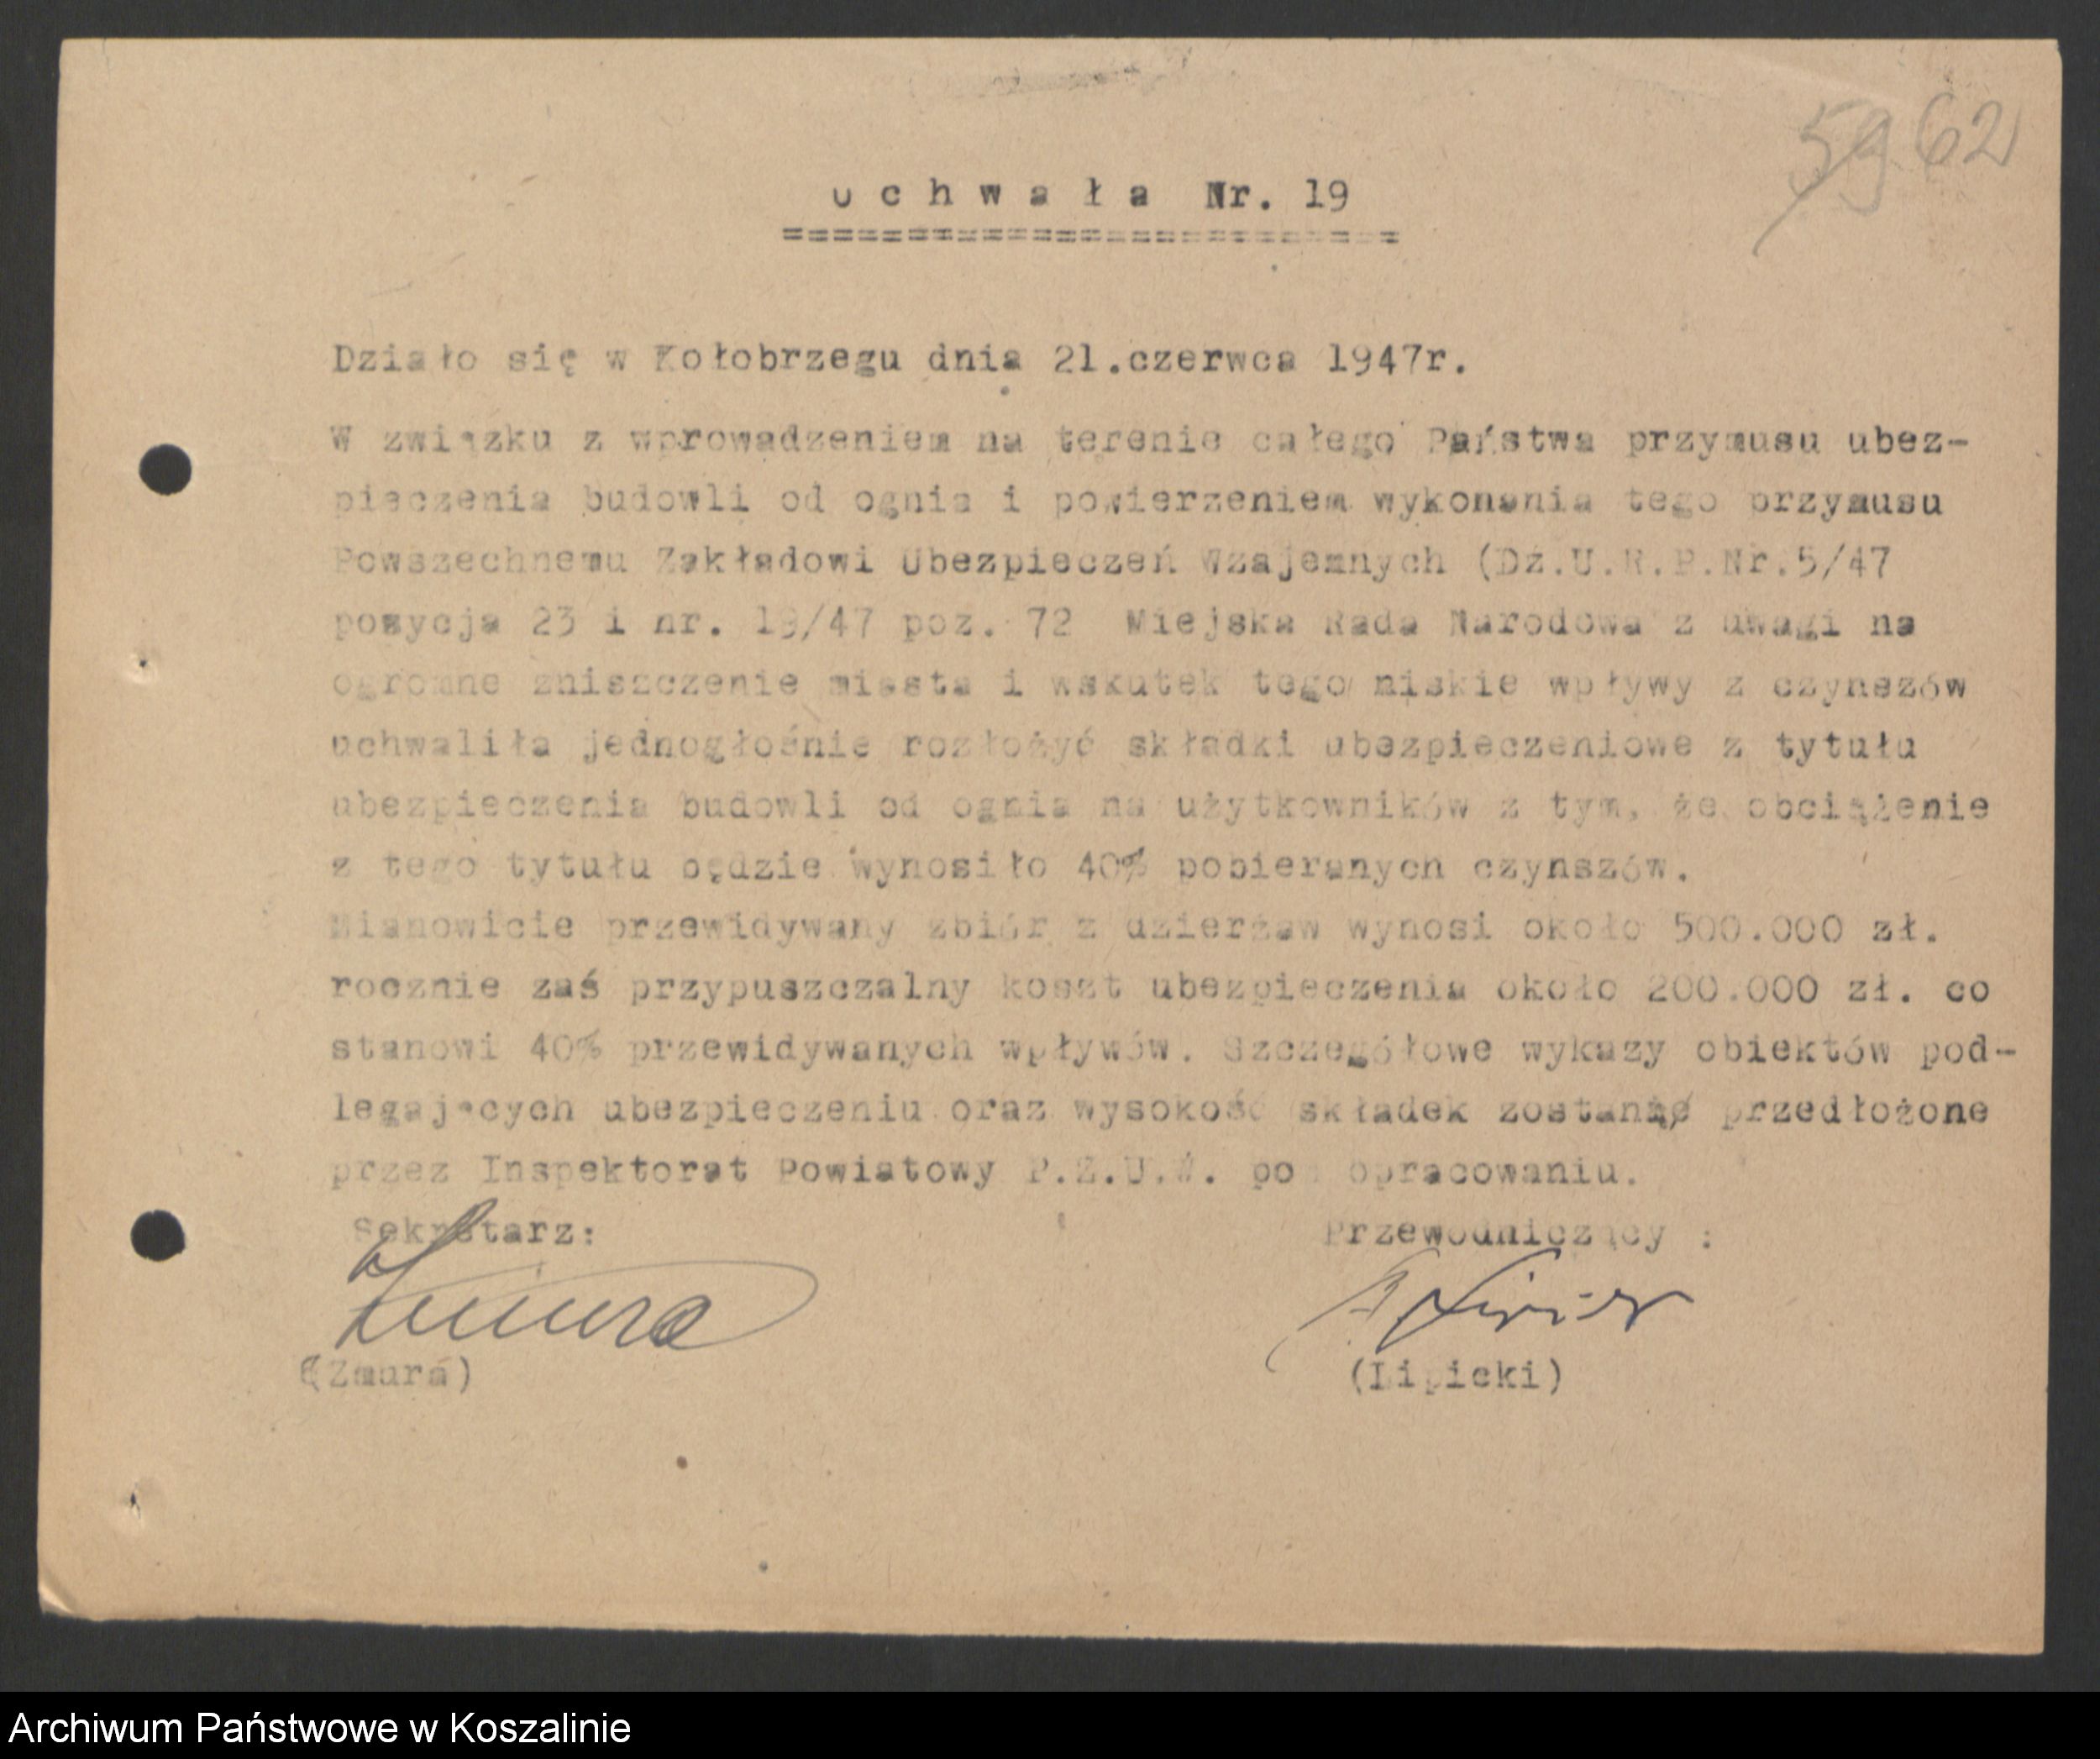 59 62
U c h w a ł a Nr. 19
=========================
Działo się w Kołobrzegu dnia 21.czerwca 1947r.
W związku z wprowadzeniem na terenie całego Państwa przymusu ubez-
pieczenia budowli od ognia i powierzeniem wykonania tego przymusu
Powszechnemu Zakładowi Ubezpieczeń Wzajemnych (Dz.U.R.P.Nr.5/47
pozycja 23 i nr. 19/47 poz. 72 Miejska Rada Narodowa z uwagi na
ogromne zniszczenie miasta i wskutek tego niskie wpływy z czynszów
uchwaliła jednogłośnie rozłożyć składki ubezpieczeniowe z tytułu
ubezpieczenia budowli od ognia na użytkowników z tym, że obciążenie
z tego tytułu będzie wynosiło 40% pobieranych czynszów.
Mianowicie przewidywany zbiór z dzierżaw wynosi około 500.000 zł.
rocznie zaś przypuszczalny koszt ubezpieczenia około 200.000 zł. co
stanowi 40% przewidywanych wpływów. Szczegółowe wykazy obiektów pod-
legających ubezpieczeniu oraz wysokość składek zostaną przedłożone
przez Inspektorat Powiatowy P.Z.U.W. po opracowaniu.
Sekretarz: Przewodniczący :
(Zmura) (Lipicki)
Archiwum Państwowe w Koszalinie